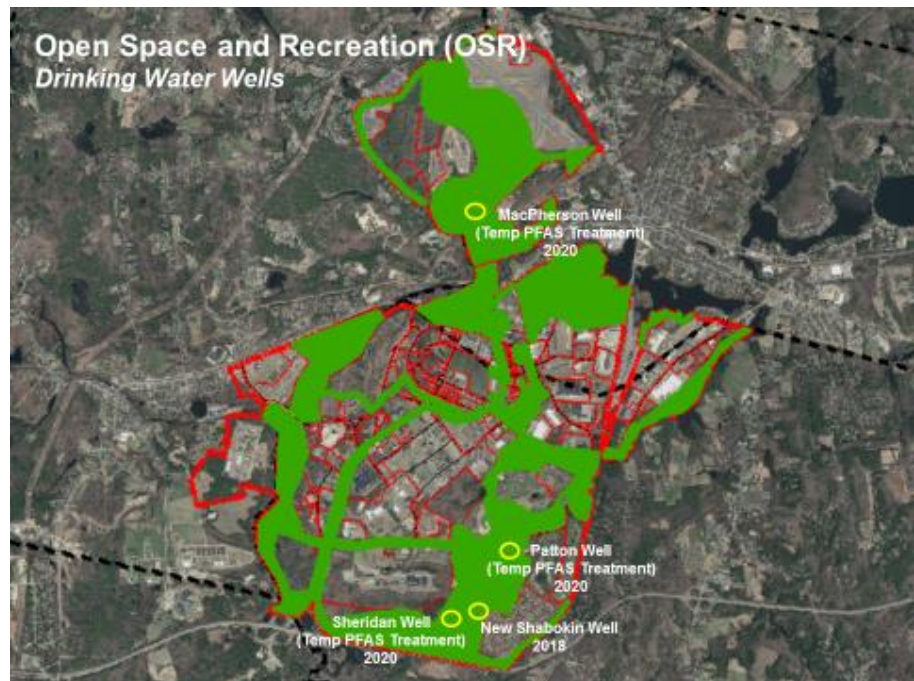 Open Space and Recreation (OSR)
Drinking Water Wells
MacPherson Well
(Temp PFAS Treatment)
2020
Patton Well
(Temp PFAS Treatment)
2020
Sheridan Well
(Temp PFAS Treatment)
2020
New Shabokin Well
2018